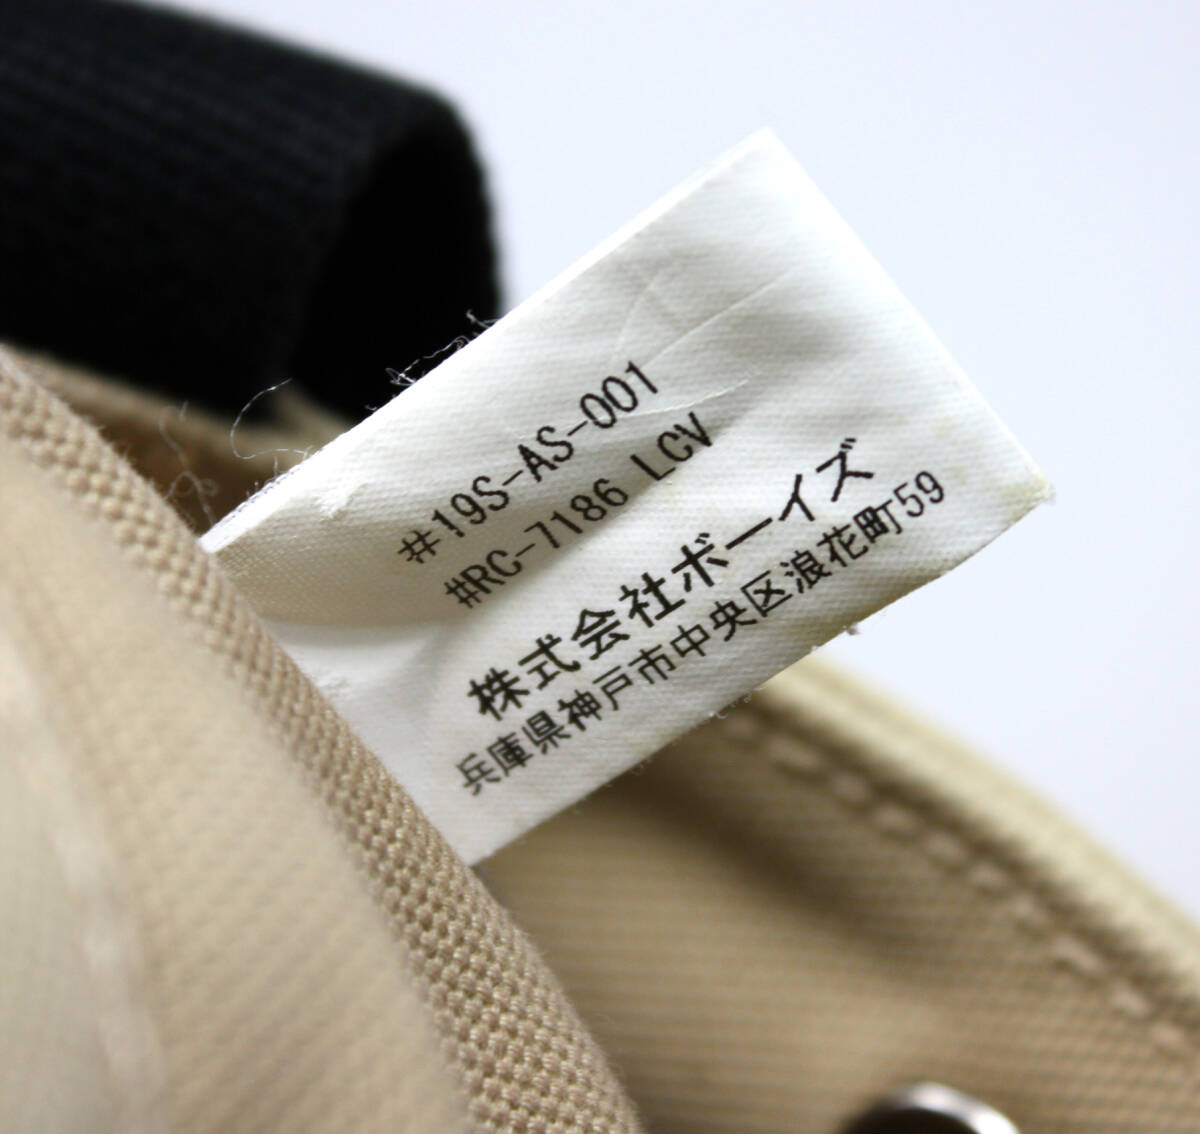 #19S-AS-001
#RC-7186 LCV
株式会社ボーイズ
兵庫県神戸市中央区浪花町59